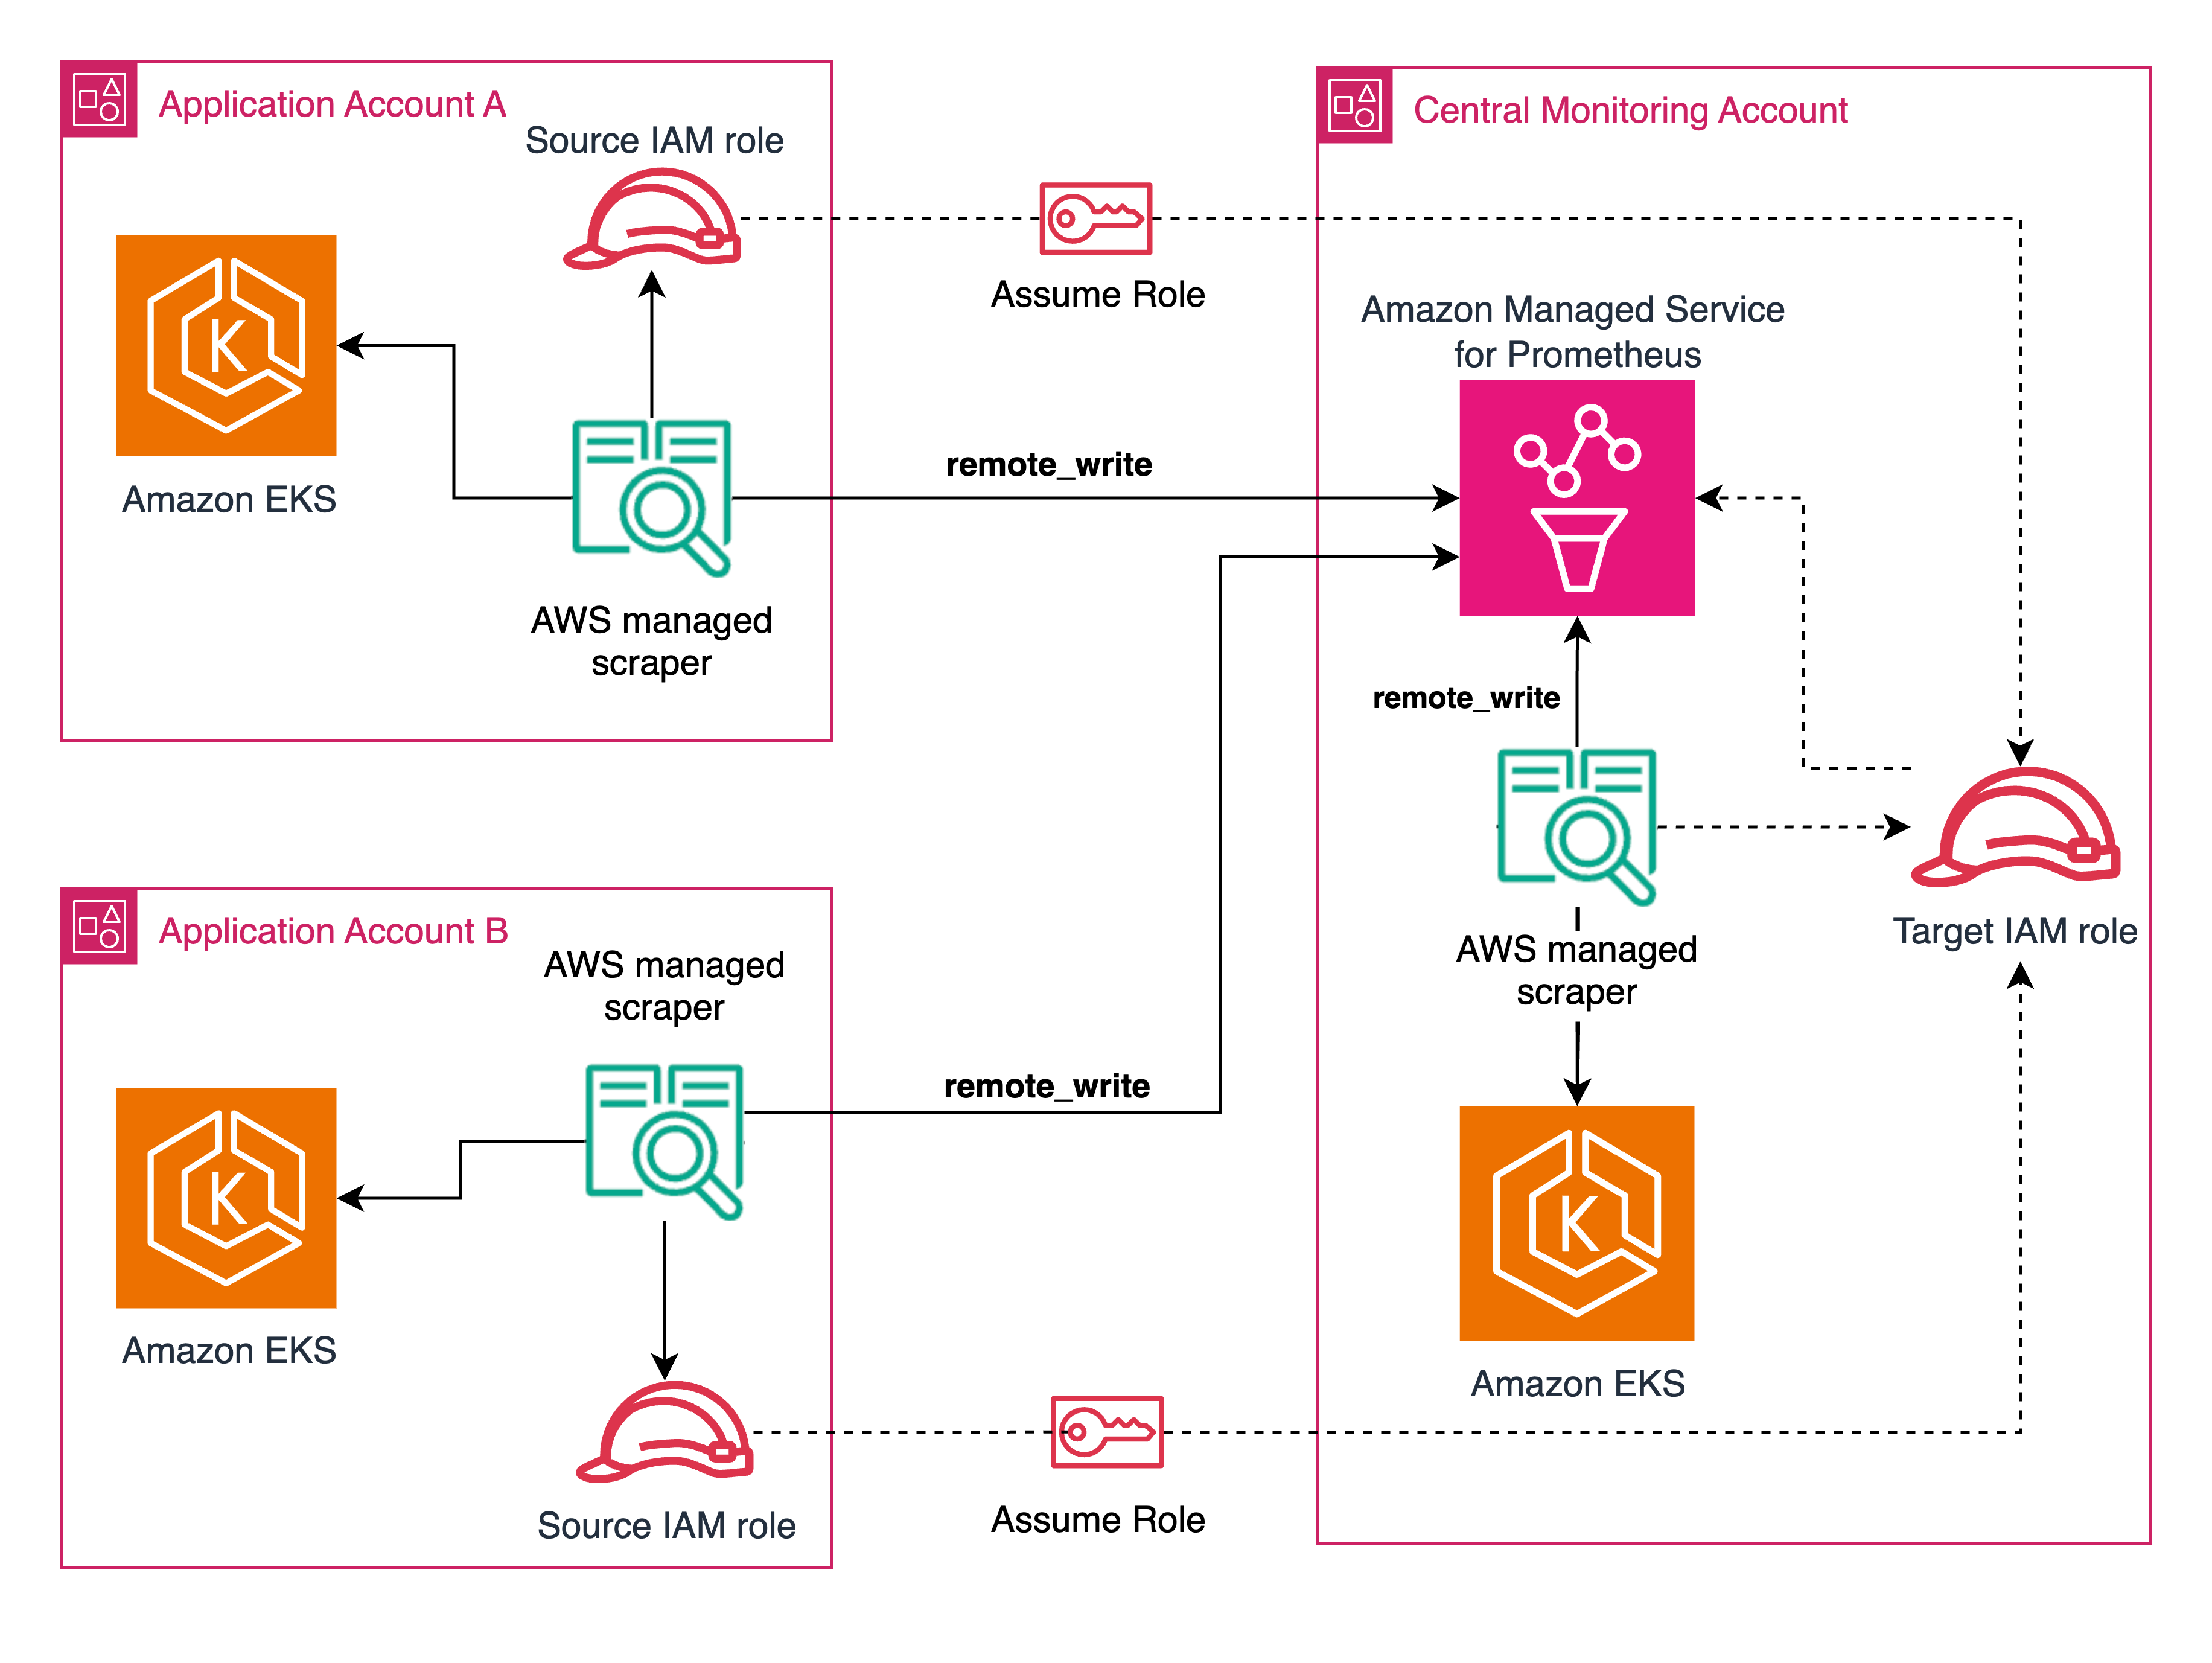 Application Account A
Source IAM role
Amazon EKS
AWS managed
scraper
Assume Role
remote_write
Central Monitoring Account
Amazon Managed Service
for Prometheus
remote_write
AWS managed
scraper
Target IAM role
Amazon EKS
Application Account B
AWS managed
scraper
Amazon EKS
Source IAM role
remote_write
Assume Role
K
K
K